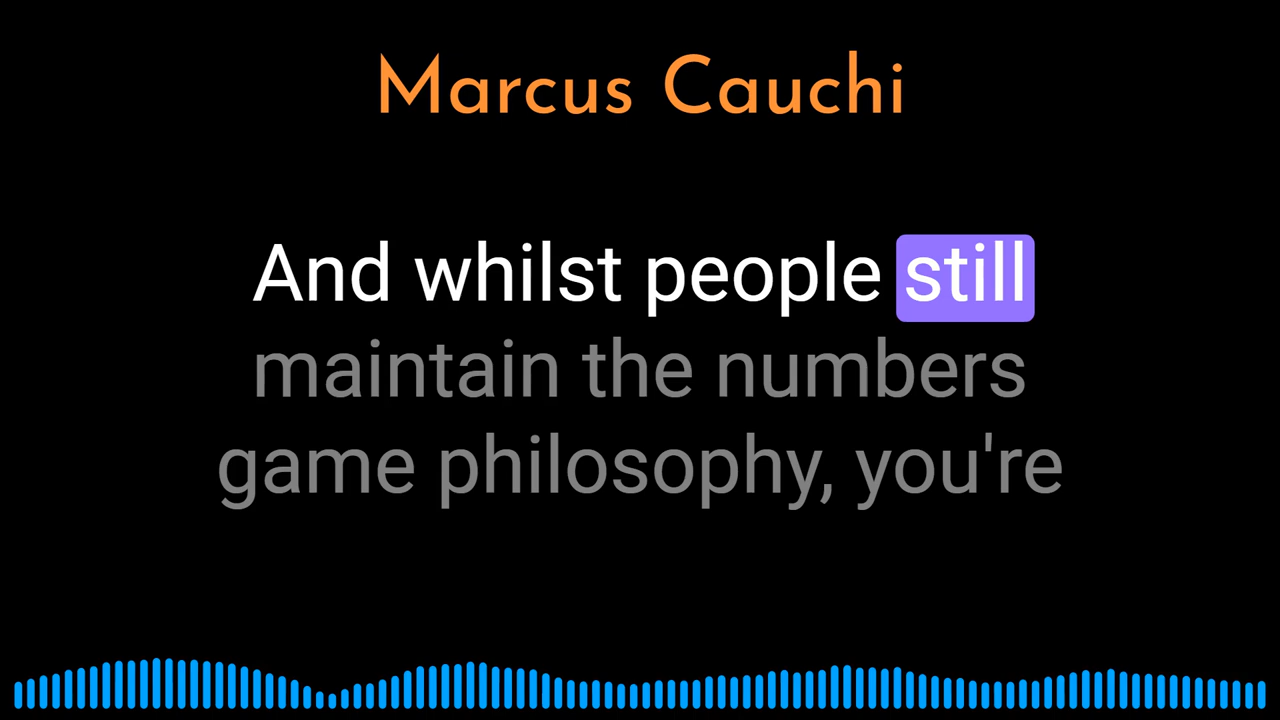 Marcus Cauchi
And whilst people still
maintain the numbers
game philosophy, you're